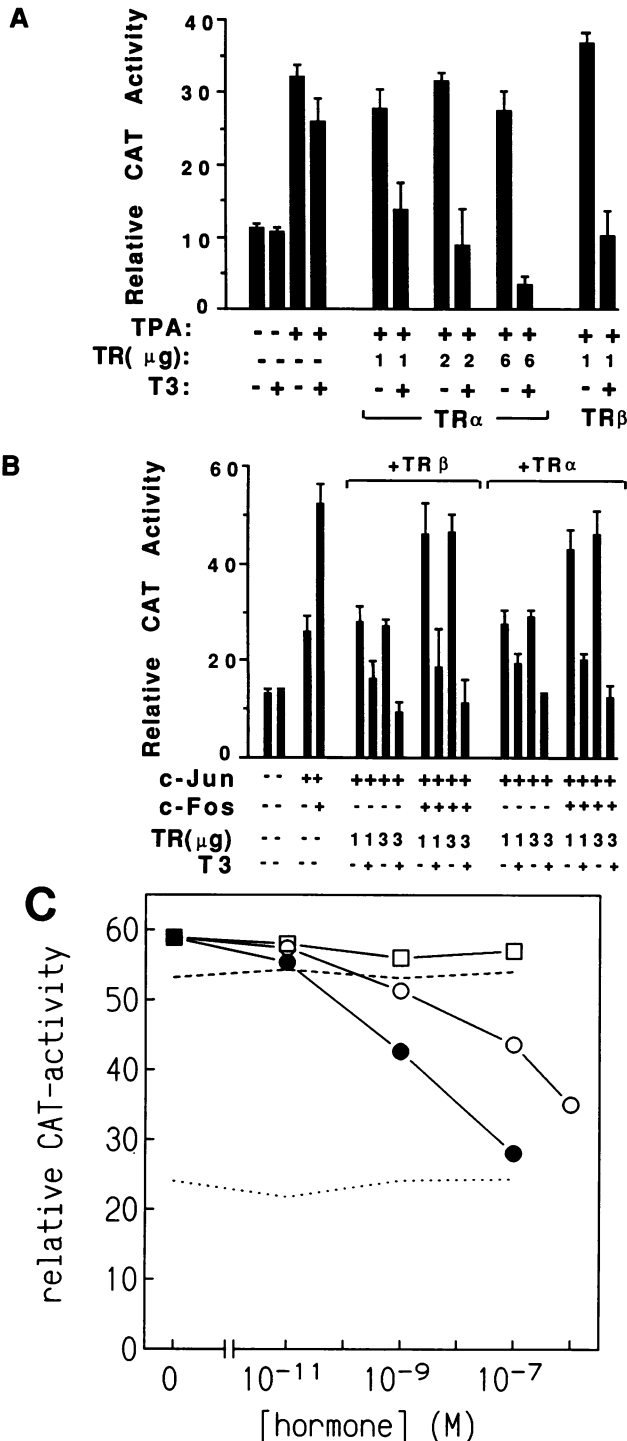 A
Relative CAT Activity
40
30
20
10
0
TPA: - - + + + + + + + + + +
TR( μg): - - - - 1 1 2 2 6 6 1 1
T3: - + - + - + - + - + - +
TRα TRβ
B
+TR β +TR α
Relative CAT Activity
60
40
20
0
c-Jun -- ++ ++++ ++++ ++++ ++++
c-Fos -- -+ ---- ++++ ---- ++++
TR(μg) -- -- 1133 1133 1133 1133
T3 -- -- -+-+ -+-+ -+-+ -+-+
C
relative CAT-activity
60
50
40
30
20
10
0
0 10⁻¹¹ 10⁻⁹ 10⁻⁷
[hormone] (M)